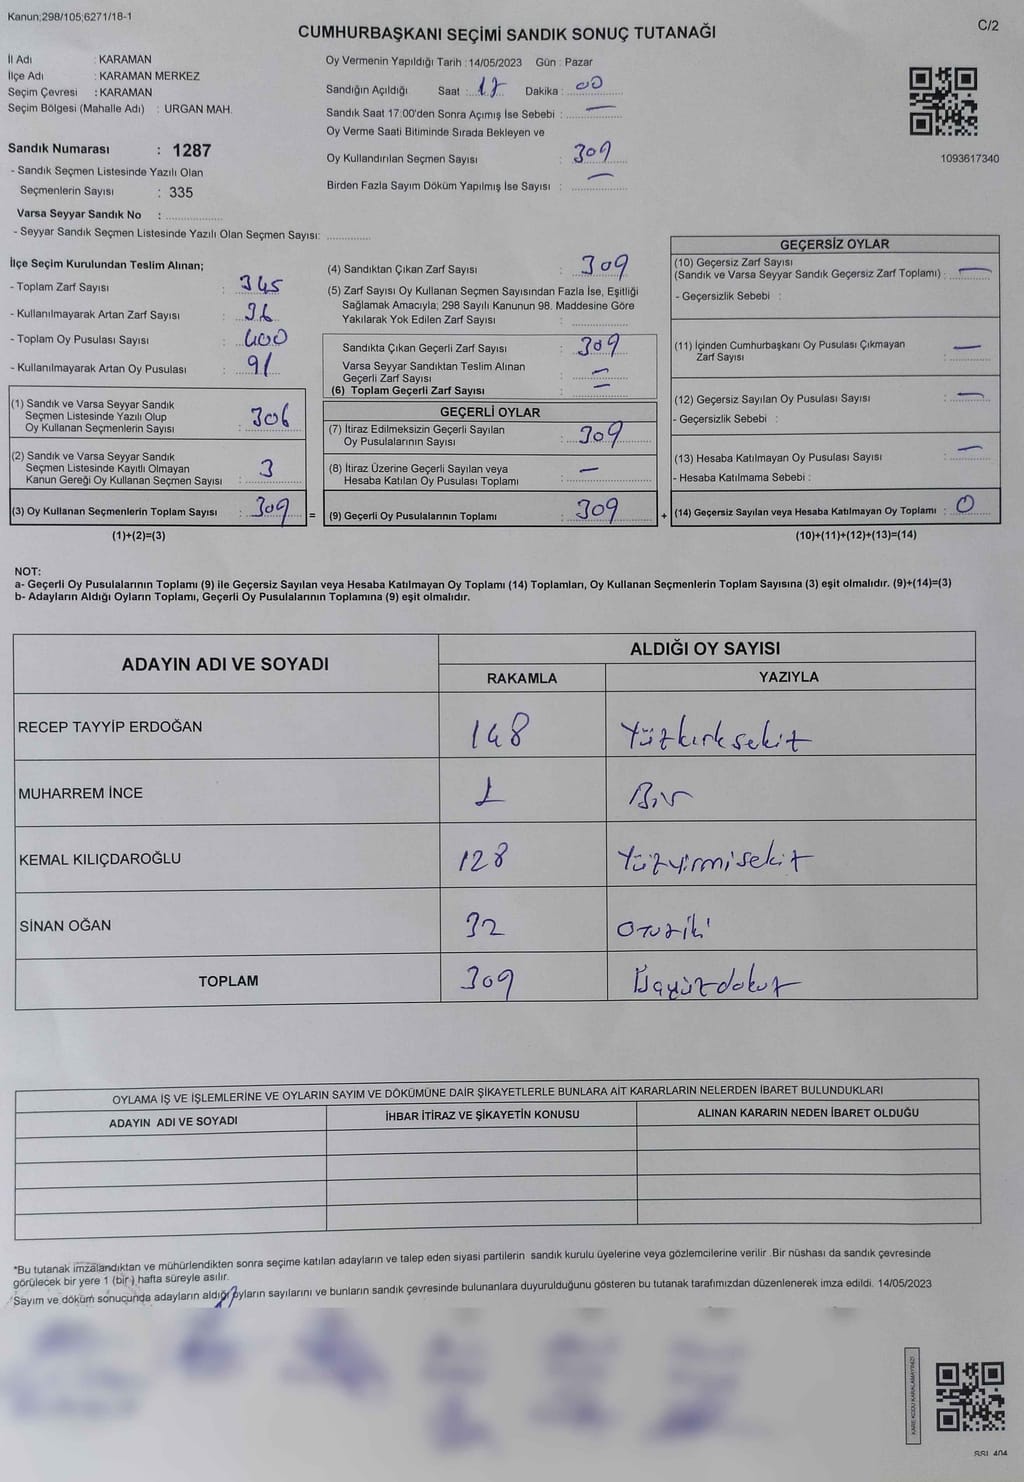 Kanun;298/105;6271/18-1
C/2
CUMHURBAŞKANI SEÇİMİ SANDIK SONUÇ TUTANAĞI
İl Adı : KARAMAN
İlçe Adı : KARAMAN MERKEZ
Seçim Çevresi : KARAMAN
Seçim Bölgesi (Mahalle Adı) : URGAN MAH.
Sandık Numarası : 1287
- Sandık Seçmen Listesinde Yazılı Olan
Seçmenlerin Sayısı : 335
Varsa Seyyar Sandık No :
- Seyyar Sandık Seçmen Listesinde Yazılı Olan Seçmen Sayısı:
Oy Vermenin Yapıldığı Tarih :14/05/2023 Gün : Pazar
Sandığın Açıldığı Saat : 17 Dakika : 00
Sandık Saat 17:00'den Sonra Açımış İse Sebebi : —
Oy Verme Saati Bitiminde Sırada Bekleyen ve
Oy Kullandırılan Seçmen Sayısı : 309
Birden Fazla Sayım Döküm Yapılmış İse Sayısı : —
1093617340
İlçe Seçim Kurulundan Teslim Alınan;
- Toplam Zarf Sayısı : 345
- Kullanılmayarak Artan Zarf Sayısı : 36
- Toplam Oy Pusulası Sayısı : 400
- Kullanılmayarak Artan Oy Pusulası : 91
(1) Sandık ve Varsa Seyyar Sandık
Seçmen Listesinde Yazılı Olup
Oy Kullanan Seçmenlerin Sayısı : 306
(2) Sandık ve Varsa Seyyar Sandık
Seçmen Listesinde Kayıtlı Olmayan
Kanun Gereği Oy Kullanan Seçmen Sayısı : 3
(3) Oy Kullanan Seçmenlerin Toplam Sayısı : 309 =
(1)+(2)=(3)
(4) Sandıktan Çıkan Zarf Sayısı : 309
(5) Zarf Sayısı Oy Kullanan Seçmen Sayısından Fazla İse, Eşitliği
Sağlamak Amacıyla; 298 Sayılı Kanunun 98. Maddesine Göre
Yakılarak Yok Edilen Zarf Sayısı :
Sandıkta Çıkan Geçerli Zarf Sayısı : 309
Varsa Seyyar Sandıktan Teslim Alınan
Geçerli Zarf Sayısı : —
(6) Toplam Geçerli Zarf Sayısı : —
GEÇERLİ OYLAR
(7) İtiraz Edilmeksizin Geçerli Sayılan
Oy Pusulalarının Sayısı : 309
(8) İtiraz Üzerine Geçerli Sayılan veya
Hesaba Katılan Oy Pusulası Toplamı : —
(9) Geçerli Oy Pusulalarının Toplamı : 309 +
GEÇERSİZ OYLAR
(10) Geçersiz Zarf Sayısı
(Sandık ve Varsa Seyyar Sandık Geçersiz Zarf Toplamı) : —
- Geçersizlik Sebebi :
(11) İçinden Cumhurbaşkanı Oy Pusulası Çıkmayan
Zarf Sayısı : —
(12) Geçersiz Sayılan Oy Pusulası Sayısı : —
- Geçersizlik Sebebi :
(13) Hesaba Katılmayan Oy Pusulası Sayısı : —
- Hesaba Katılmama Sebebi :
(14) Geçersiz Sayılan veya Hesaba Katılmayan Oy Toplamı : 0
(10)+(11)+(12)+(13)=(14)
NOT:
a- Geçerli Oy Pusulalarının Toplamı (9) ile Geçersiz Sayılan veya Hesaba Katılmayan Oy Toplamı (14) Toplamları, Oy Kullanan Seçmenlerin Toplam Sayısına (3) eşit olmalıdır. (9)+(14)=(3)
b- Adayların Aldığı Oyların Toplamı, Geçerli Oy Pusulalarının Toplamına (9) eşit olmalıdır.
ADAYIN ADI VE SOYADI ALDIĞI OY SAYISI
RAKAMLA YAZIYLA
RECEP TAYYİP ERDOĞAN 148 Yüzkırksekiz
MUHARREM İNCE 1 Bir
KEMAL KILIÇDAROĞLU 128 Yüzyirmisekiz
SİNAN OĞAN 32 Otuziki
TOPLAM 309 Üçyüzdokuz
OYLAMA İŞ VE İŞLEMLERİNE VE OYLARIN SAYIM VE DÖKÜMÜNE DAİR ŞİKAYETLERLE BUNLARA AİT KARARLARIN NELERDEN İBARET BULUNDUKLARI
ADAYIN ADI VE SOYADI İHBAR İTİRAZ VE ŞİKAYETİN KONUSU ALINAN KARARIN NEDEN İBARET OLDUĞU
*Bu tutanak imzalandıktan ve mühürlendikten sonra seçime katılan adayların ve talep eden siyasi partilerin sandık kurulu üyelerine veya gözlemcilerine verilir .Bir nüshası da sandık çevresinde
görülecek bir yere 1 (bir) hafta süreyle asılır.
Sayım ve döküm sonucunda adayların aldığı oyların sayılarını ve bunların sandık çevresinde bulunanlara duyurulduğunu gösteren bu tutanak tarafımızdan düzenlenerek imza edildi. 14/05/2023
KARE KODU KARALAMAYINIZ!